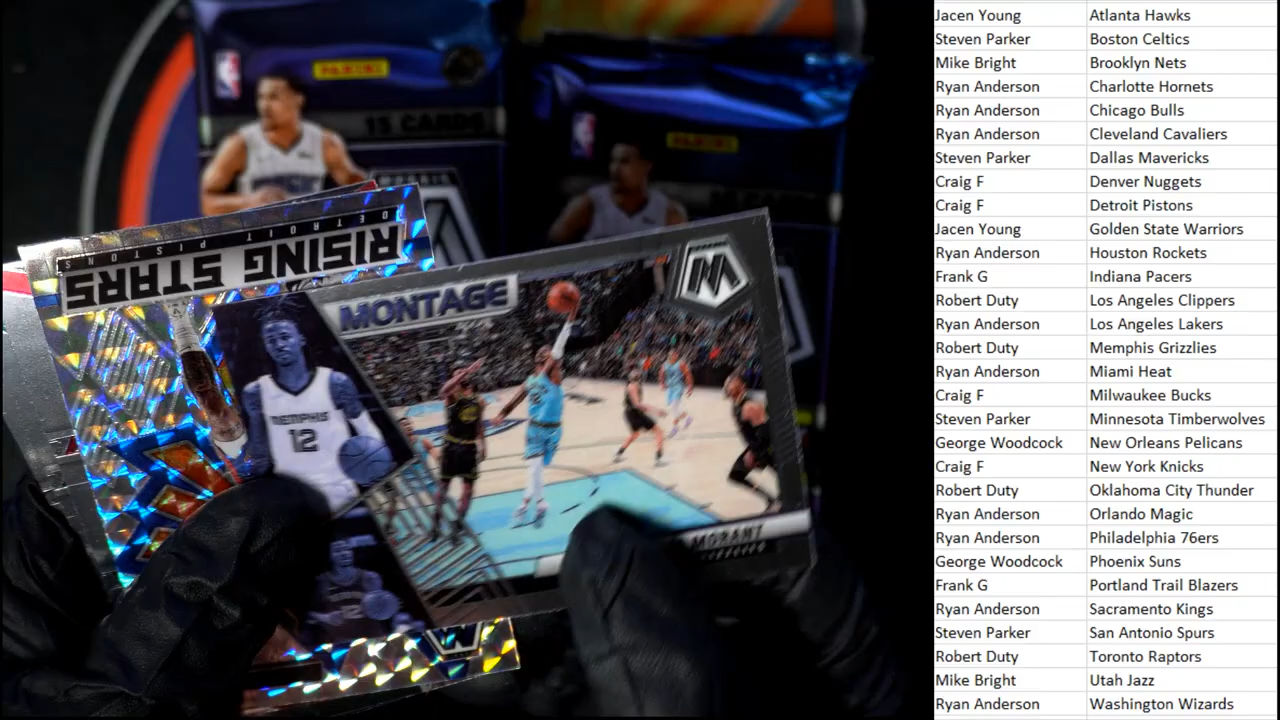 PANINI
15 CARDS
PANINI
RISING STARS
DETROIT PISTONS
MONTAGE
M
MEMPHIS
12
MORANT
Jacen Young Atlanta Hawks
Steven Parker Boston Celtics
Mike Bright Brooklyn Nets
Ryan Anderson Charlotte Hornets
Ryan Anderson Chicago Bulls
Ryan Anderson Cleveland Cavaliers
Steven Parker Dallas Mavericks
Craig F Denver Nuggets
Craig F Detroit Pistons
Jacen Young Golden State Warriors
Ryan Anderson Houston Rockets
Frank G Indiana Pacers
Robert Duty Los Angeles Clippers
Ryan Anderson Los Angeles Lakers
Robert Duty Memphis Grizzlies
Ryan Anderson Miami Heat
Craig F Milwaukee Bucks
Steven Parker Minnesota Timberwolves
George Woodcock New Orleans Pelicans
Craig F New York Knicks
Robert Duty Oklahoma City Thunder
Ryan Anderson Orlando Magic
Ryan Anderson Philadelphia 76ers
George Woodcock Phoenix Suns
Frank G Portland Trail Blazers
Ryan Anderson Sacramento Kings
Steven Parker San Antonio Spurs
Robert Duty Toronto Raptors
Mike Bright Utah Jazz
Ryan Anderson Washington Wizards